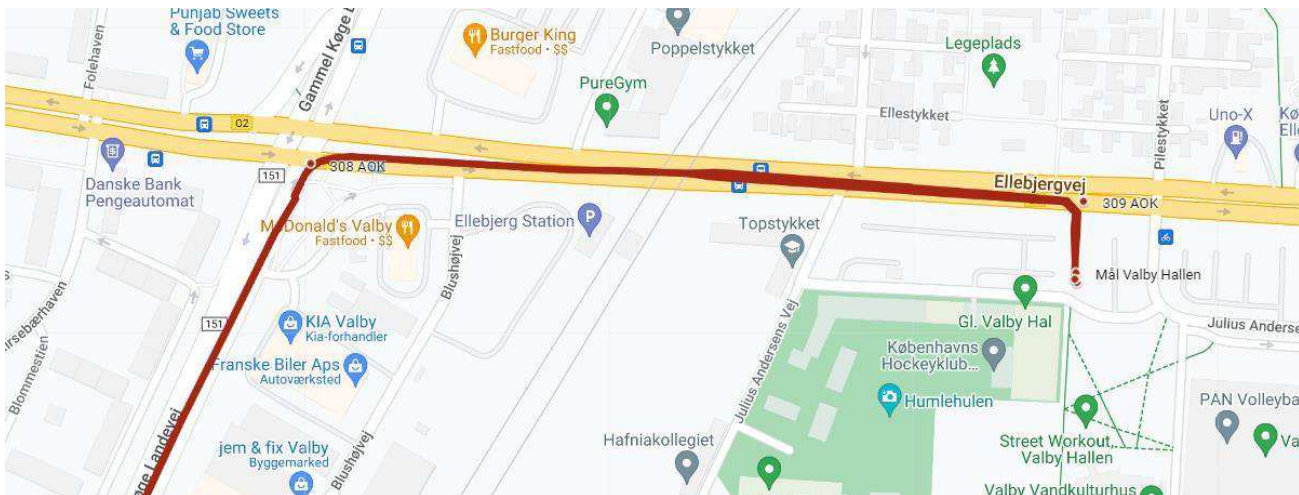 Punjab Sweets
& Food Store
Folehaven
Gammel Køge
Burger King
Fastfood • $$
Poppelstykket
Legeplads
PureGym
Ellestykket
Uno-X
Pilestykket
02
151
308 AOK
Danske Bank
Pengeautomat
Ellebjergvej
309 AOK
McDonald's Valby
Fastfood • $$
Ellebjerg Station
P
Topstykket
Blushøjvej
Mål Valby Hallen
151
KIA Valby
Kia-forhandler
Gl. Valby Hal
Julius Anderse
Blommestien
Franske Biler Aps
Autoværksted
Julius Andersens Vej
Københavns
Hockeyklub...
Humlehulen
PAN Volleyba
Landevej
jem & fix Valby
Byggemarked
Blushøjvej
Hafniakollegiet
Street Workout,
Valby Hallen
Va
Valby Vandkulturhus